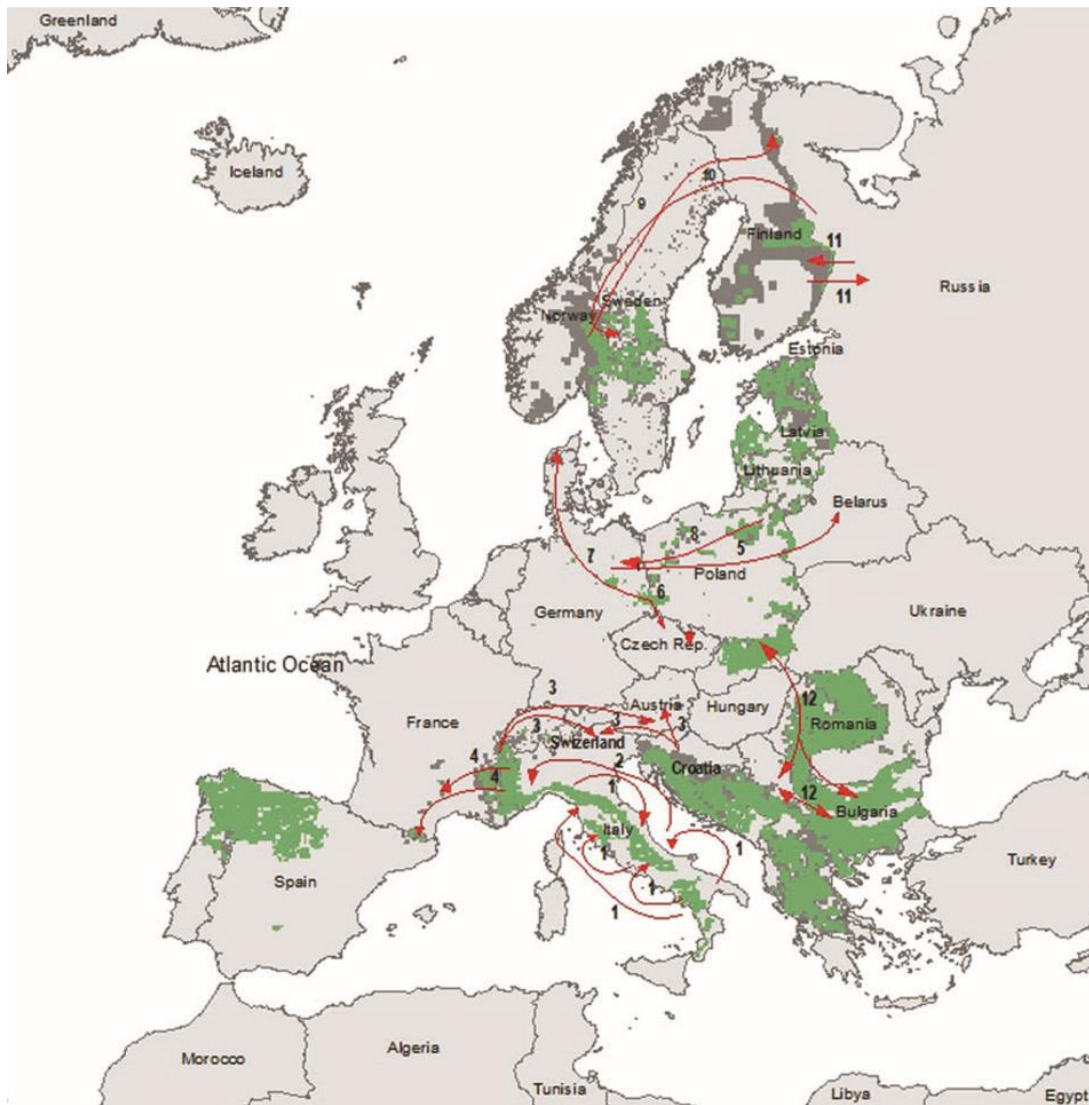 Greenland
Iceland
10
9
Finland
11
11
Russia
Sweden
Norway
Estonia
Latvia
Lithuania
Belarus
8
5
7
Poland
6
Germany
Ukraine
Czech Rep.
Atlantic Ocean
3
Austria
Hungary
12
Romania
France
3
3
3
Swizerland
2
Croatia
4
4
1
12
Bulgaria
Italy
1
1
Turkey
Spain
1
1
Algeria
Morocco
Tunisia
Libya
Egypt